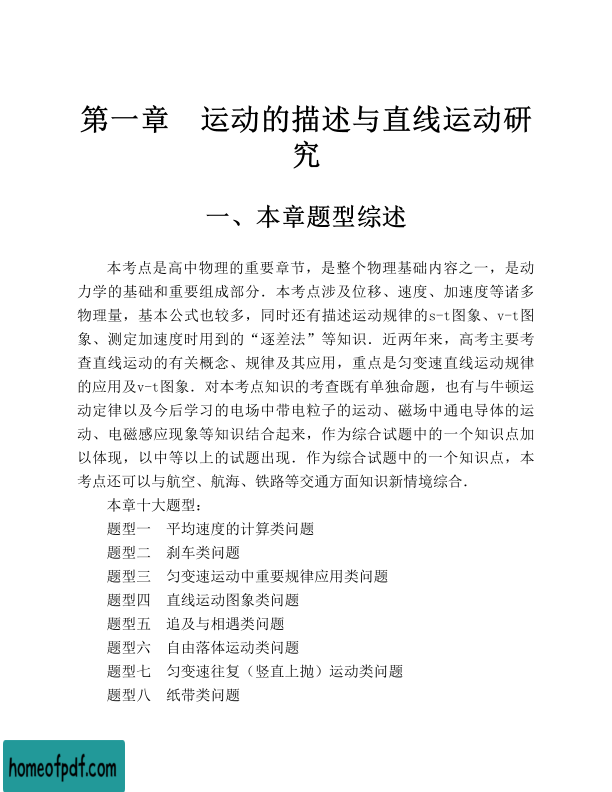 第一章　运动的描述与直线运动研
究
一、本章题型综述
本考点是高中物理的重要章节，是整个物理基础内容之一，是动
力学的基础和重要组成部分．本考点涉及位移、速度、加速度等诸多
物理量，基本公式也较多，同时还有描述运动规律的s-t图象、v-t图
象、测定加速度时用到的“逐差法”等知识．近两年来，高考主要考
查直线运动的有关概念、规律及其应用，重点是匀变速直线运动规律
的应用及v-t图象．对本考点知识的考查既有单独命题，也有与牛顿运
动定律以及今后学习的电场中带电粒子的运动、磁场中通电导体的运
动、电磁感应现象等知识结合起来，作为综合试题中的一个知识点加
以体现，以中等以上的试题出现．作为综合试题中的一个知识点，本
考点还可以与航空、航海、铁路等交通方面知识新情境综合．
本章十大题型：
题型一　平均速度的计算类问题
题型二　刹车类问题
题型三　匀变速运动中重要规律应用类问题
题型四　直线运动图象类问题
题型五　追及与相遇类问题
题型六　自由落体运动类问题
题型七　匀变速往复（竖直上抛）运动类问题
题型八　纸带类问题
homeofpdf.com